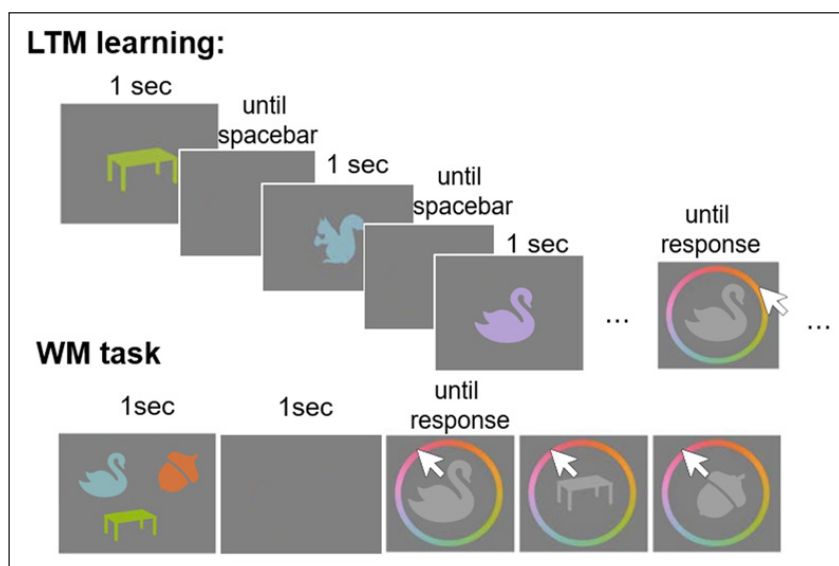 LTM learning:
1 sec
until
spacebar
1 sec
until
spacebar
1 sec
...
until
response
...
WM task
1sec
1sec
until
response